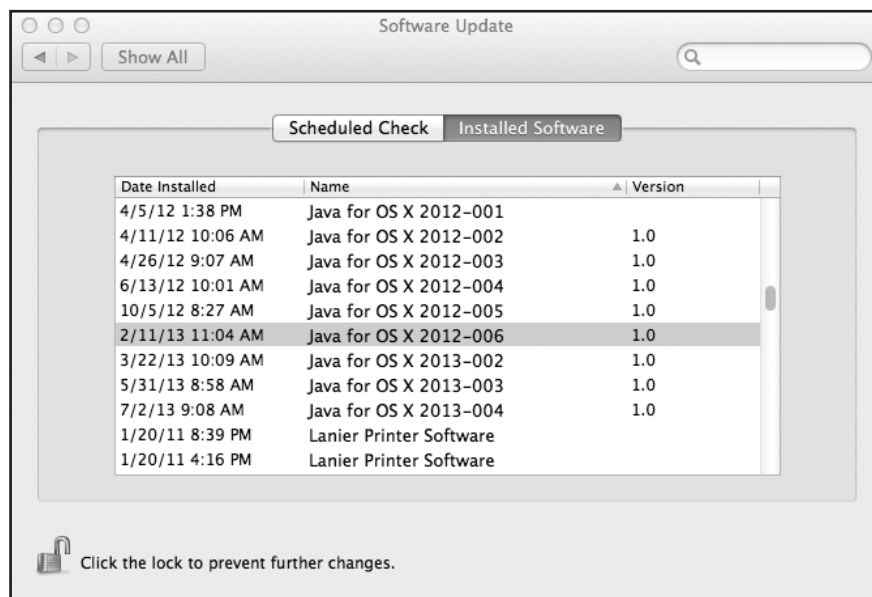 Software Update
Show All
Scheduled Check Installed Software
Date Installed Name Version
4/5/12 1:38 PM Java for OS X 2012-001
4/11/12 10:06 AM Java for OS X 2012-002 1.0
4/26/12 9:07 AM Java for OS X 2012-003 1.0
6/13/12 10:01 AM Java for OS X 2012-004 1.0
10/5/12 8:27 AM Java for OS X 2012-005 1.0
2/11/13 11:04 AM Java for OS X 2012-006 1.0
3/22/13 10:09 AM Java for OS X 2013-002 1.0
5/31/13 8:58 AM Java for OS X 2013-003 1.0
7/2/13 9:08 AM Java for OS X 2013-004 1.0
1/20/11 8:39 PM Lanier Printer Software
1/20/11 4:16 PM Lanier Printer Software
Click the lock to prevent further changes.